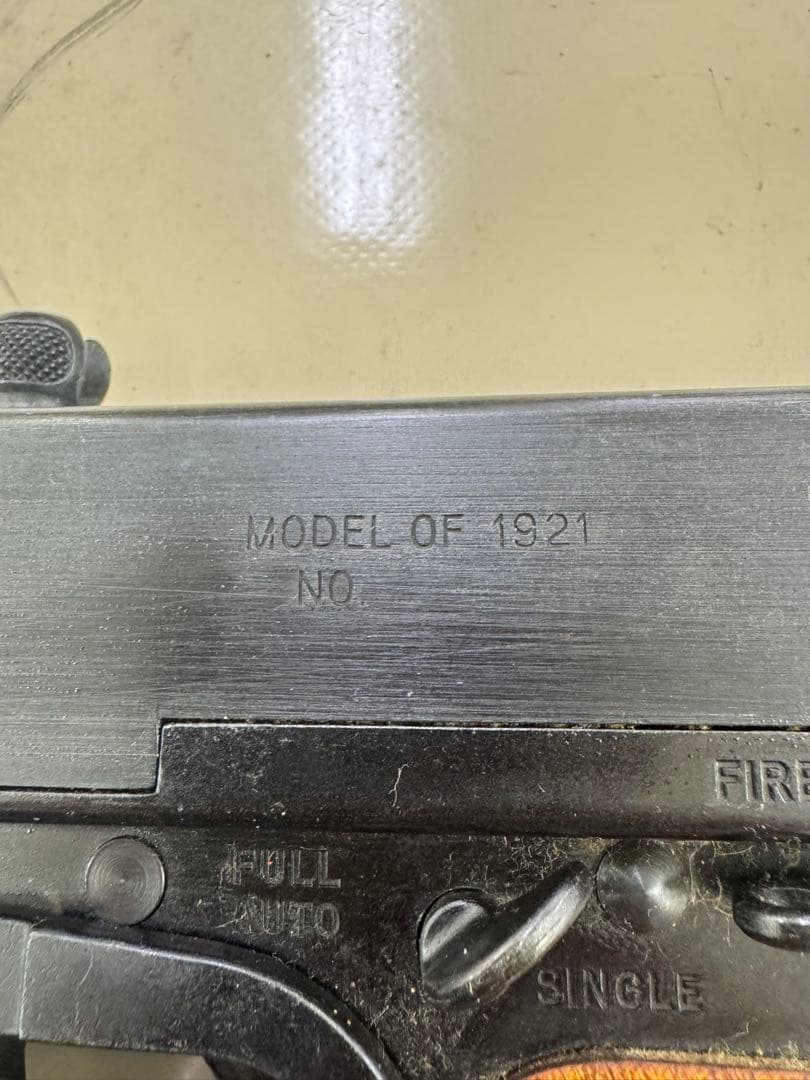 MODEL OF 1921
NO.
FIRE
FULL
AUTO
SINGLE